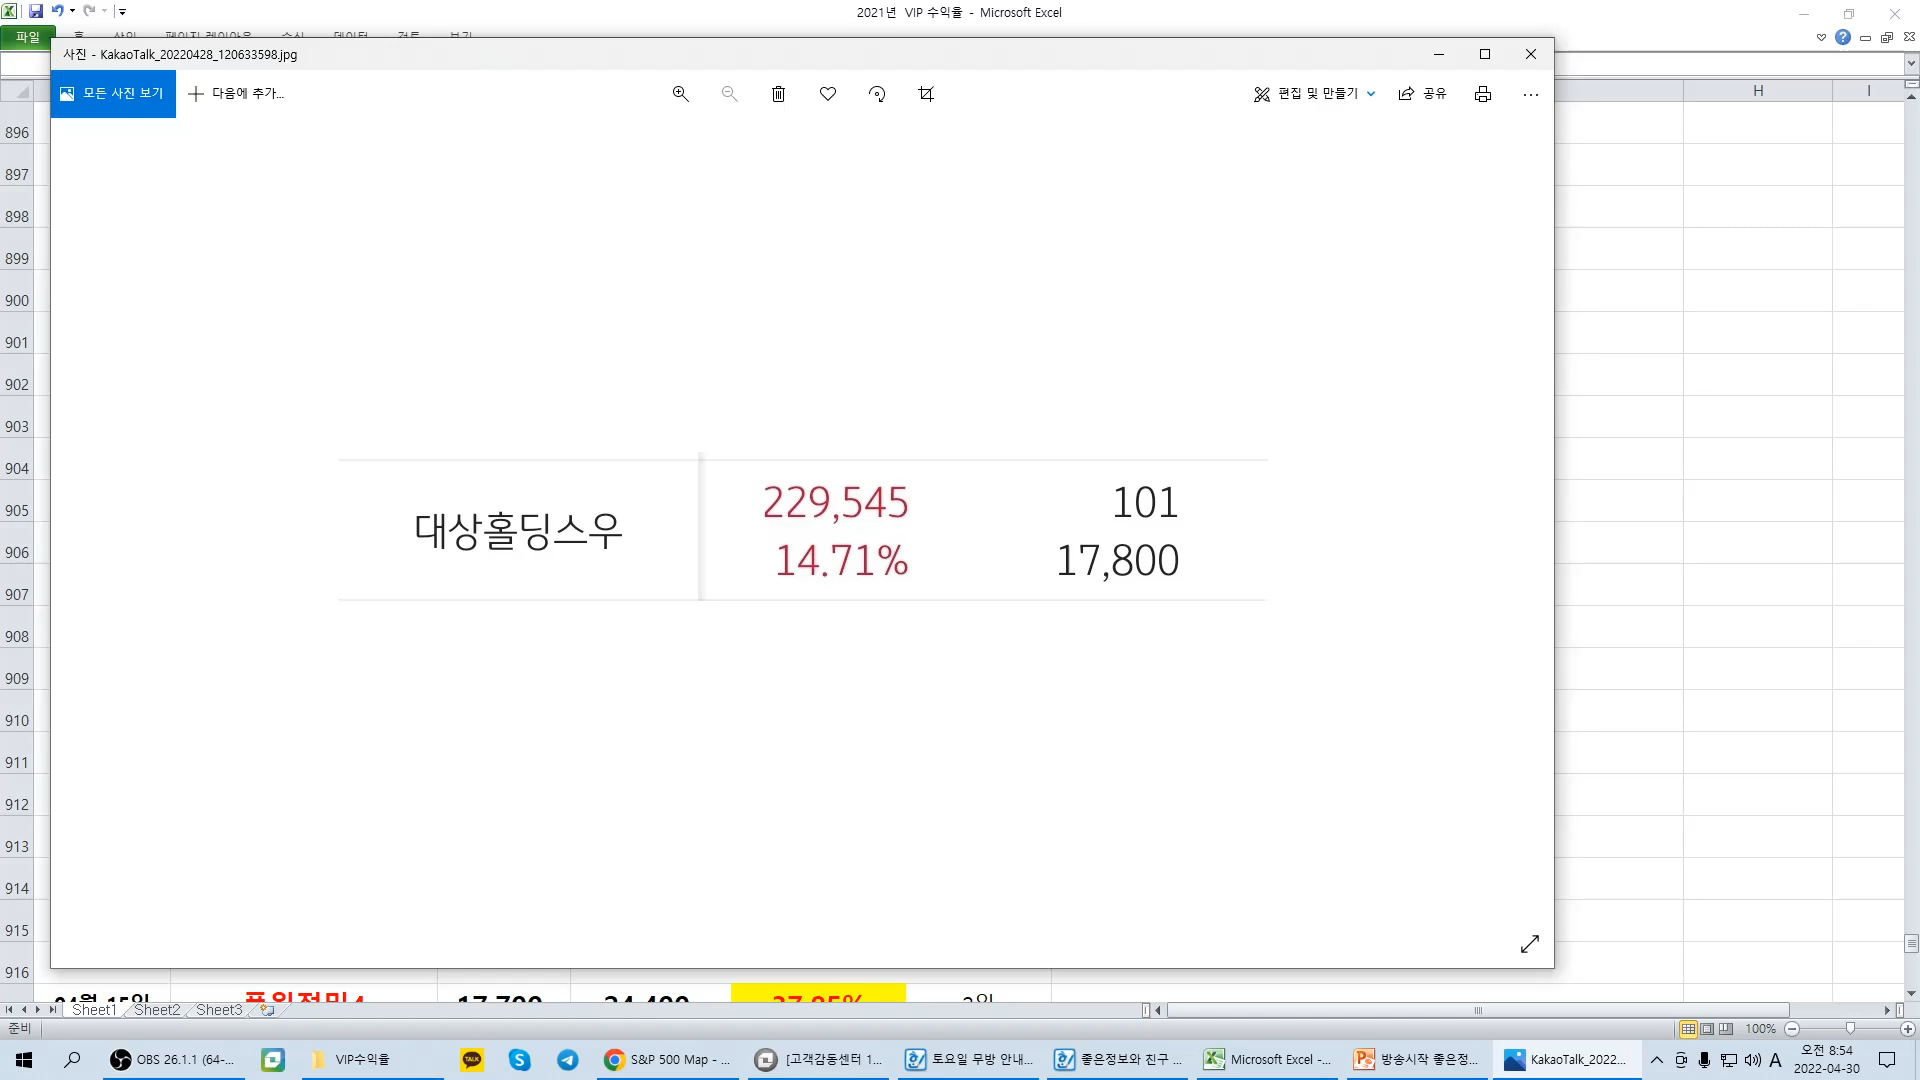 2021년 VIP 수익율 - Microsoft Excel
파일
사진 - KakaoTalk_20220428_120633598.jpg
모든 사진 보기
다음에 추가...
편집 및 만들기
공유
H
I
896
897
898
899
900
901
902
903
904
905
906
907
908
909
910
911
912
913
914
915
916
대상홀딩스우
229,545
101
14.71%
17,800
Sheet1
Sheet2
Sheet3
준비
100%
OBS 26.1.1 (64-...
VIP수익율
TALK
S&P 500 Map - ...
[고객감동센터 1...
토요일 무방 안내...
좋은정보와 친구 ...
Microsoft Excel -...
방송시작 좋은정...
KakaoTalk_2022...
A
오전 8:54
2022-04-30